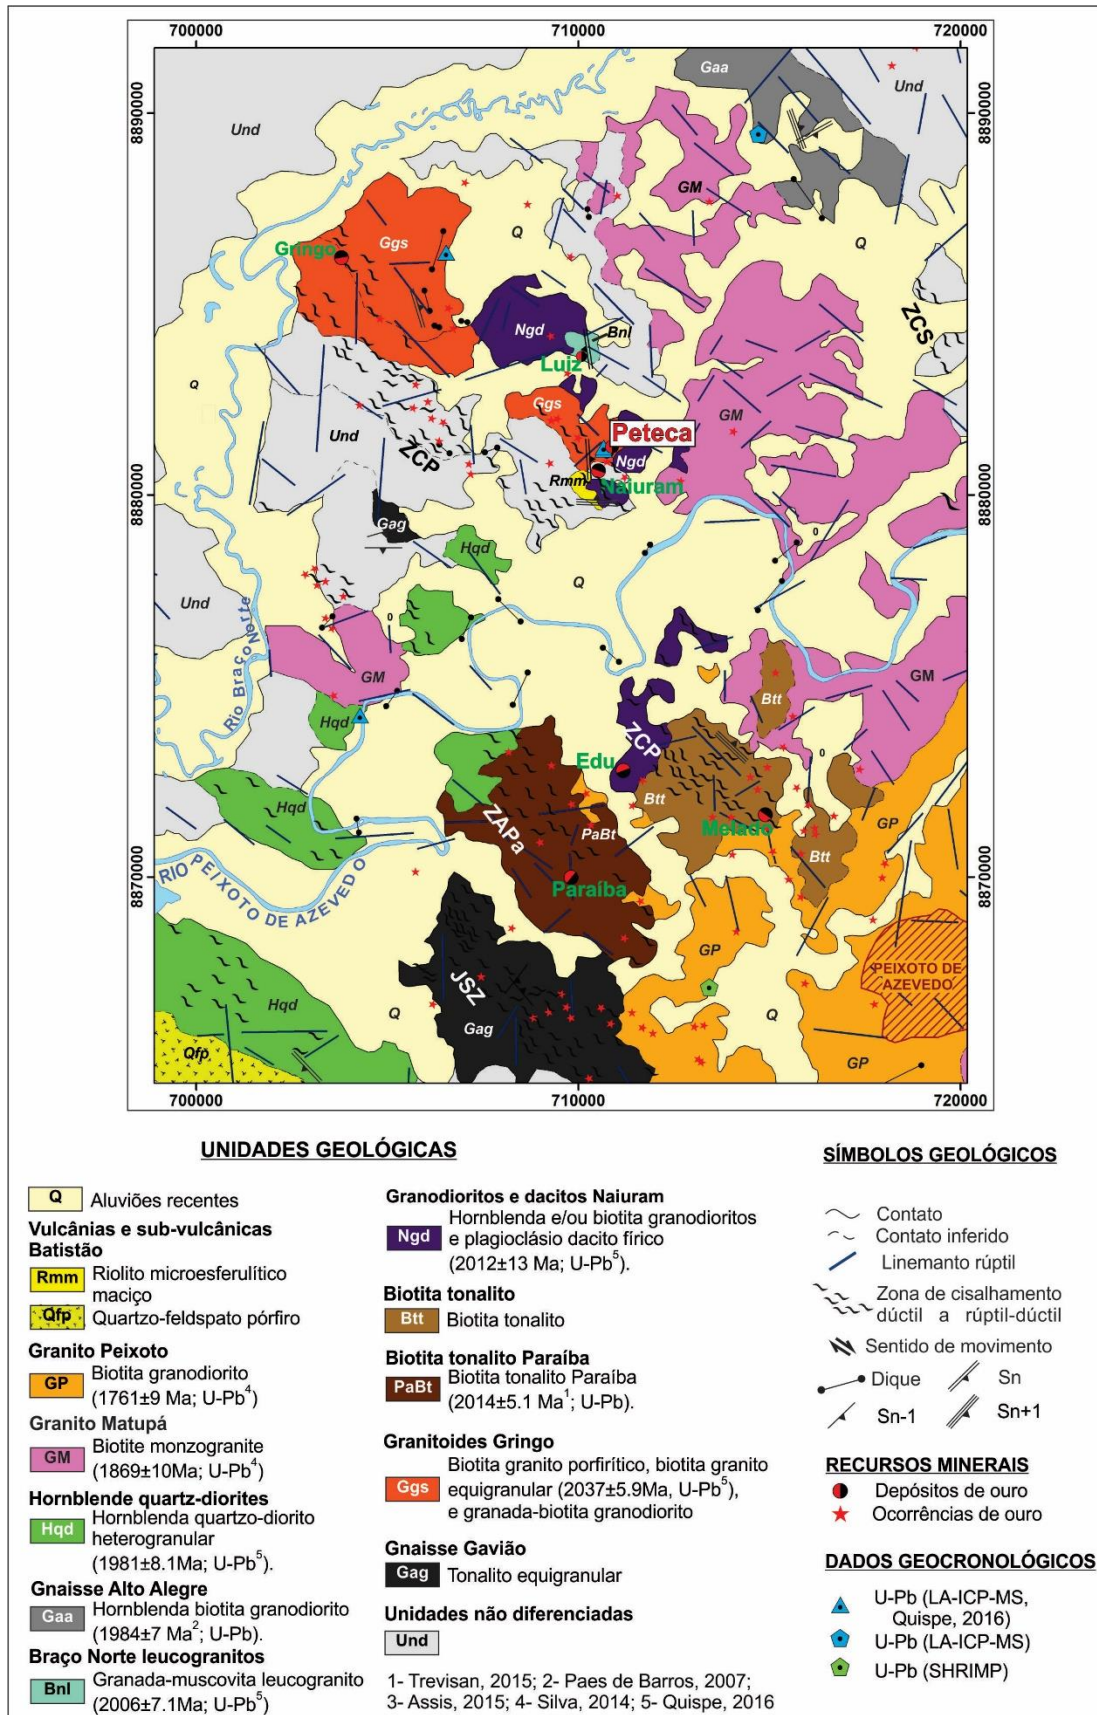 700000
710000
720000
8890000
8880000
8870000
Gaa
Und
Und
GM
Q
Q
Ggs
Gringo
Ngd
Bnl
Luiz
ZCS
Q
Ggs
GM
Peteca
Und
ZCP
Ngd
Rmm
Naiuram
Gag
Hqd
Q
Und
0
0
Rio Braço Norte
GM
Hqd
Btt
GM
ZCP
Edu
0
Hqd
ZAPa
Btt
PaBt
Melado
GP
Btt
RIO PEIXOTO DE AZEVEDO
Paraíba
GP
PEIXOTO DE
AZEVEDO
JSZ
Hqd
Q
Gag
Q
Qfp
GP
8890000
8880000
8870000
700000
710000
720000
UNIDADES GEOLÓGICAS
Q Aluviões recentes
Vulcânias e sub-vulcânicas
Batistão
Rmm Riolito microesferulítico
maciço
Qfp Quartzo-feldspato pórfiro
Granito Peixoto
GP Biotita granodiorito
(1761±9 Ma; U-Pb4)
Granito Matupá
GM Biotite monzogranite
(1869±10Ma; U-Pb4)
Hornblende quartz-diorites
Hqd Hornblenda quartzo-diorito
heterogranular
(1981±8.1Ma; U-Pb5).
Gnaisse Alto Alegre
Gaa Hornblenda biotita granodiorito
(1984±7 Ma2; U-Pb).
Braço Norte leucogranitos
Bnl Granada-muscovita leucogranito
(2006±7.1Ma; U-Pb5)
Granodioritos e dacitos Naiuram
Ngd Hornblenda e/ou biotita granodioritos
e plagioclásio dacito fírico
(2012±13 Ma; U-Pb5).
Biotita tonalito
Btt Biotita tonalito
Biotita tonalito Paraíba
PaBt Biotita tonalito Paraíba
(2014±5.1 Ma1; U-Pb).
Granitoides Gringo
Ggs Biotita granito porfirítico, biotita granito
equigranular (2037±5.9Ma, U-Pb5),
e granada-biotita granodiorito
Gnaisse Gavião
Gag Tonalito equigranular
Unidades não diferenciadas
Und
1- Trevisan, 2015; 2- Paes de Barros, 2007;
3- Assis, 2015; 4- Silva, 2014; 5- Quispe, 2016
SÍMBOLOS GEOLÓGICOS
Contato
Contato inferido
Linemanto rúptil
Zona de cisalhamento
dúctil a rúptil-dúctil
Sentido de movimento
Dique
Sn
Sn-1
Sn+1
RECURSOS MINERAIS
Depósitos de ouro
Ocorrências de ouro
DADOS GEOCRONOLÓGICOS
U-Pb (LA-ICP-MS,
Quispe, 2016)
U-Pb (LA-ICP-MS)
U-Pb (SHRIMP)